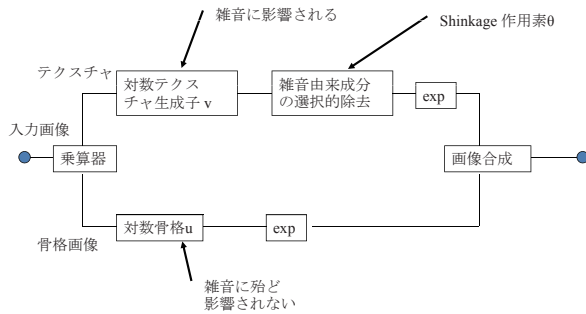 雑音に影響される
Shinkage 作用素θ
テクスチャ
対数テクス
チャ生成子 v
雑音由来成分
の選択的除去
exp
入力画像
乗算器
画像合成
対数骨格u
exp
骨格画像
雑音に殆ど
影響されない